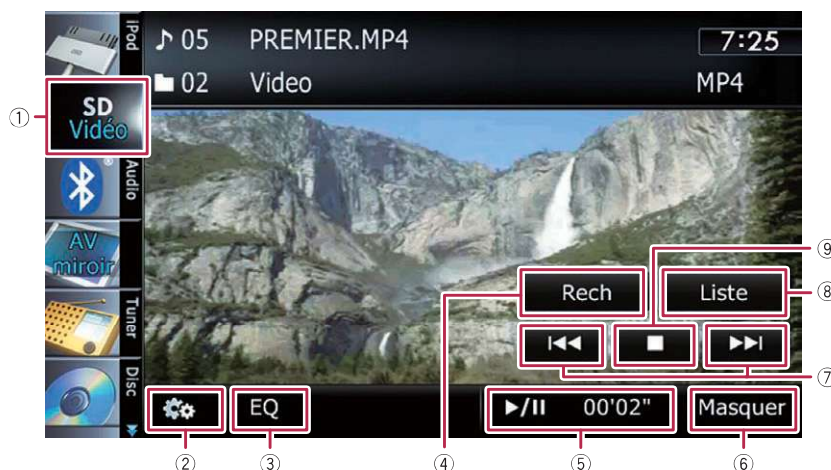 iPod
♪ 05 PREMIER.MP4 7:25
02 Video MP4
①
SD
Vidéo
Audio
AV
miroir
⑨
Rech Liste
⑧
Tuner
⑦
Disc
EQ ►/II 00'02" Masquer
② ③ ④ ⑤ ⑥